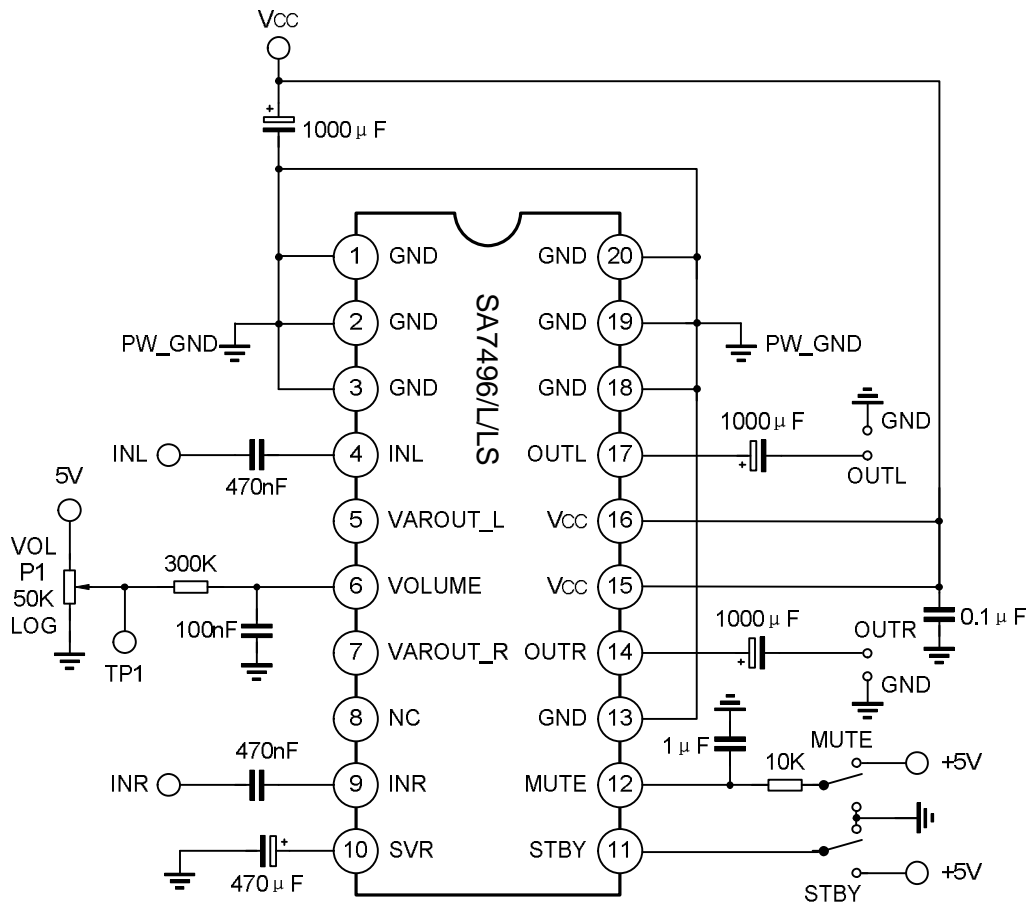 VCC
1000μF
1 GND
GND 20
2 GND
GND 19
PW_GND
PW_GND
3 GND
GND 18
SA7496/L/LS
1000μF
GND
INL
4 INL
OUTL 17
470nF
OUTL
5V
5 VAROUT_L
VCC 16
VOL
P1
50K
LOG
300K
6 VOLUME
VCC 15
100nF
1000μF
0.1μF
OUTR
TP1
7 VAROUT_R
OUTR 14
GND
8 NC
GND 13
1μF
MUTE
470nF
10K
+5V
INR
9 INR
MUTE 12
10 SVR
STBY 11
470μF
+5V
STBY
+
+
+
+